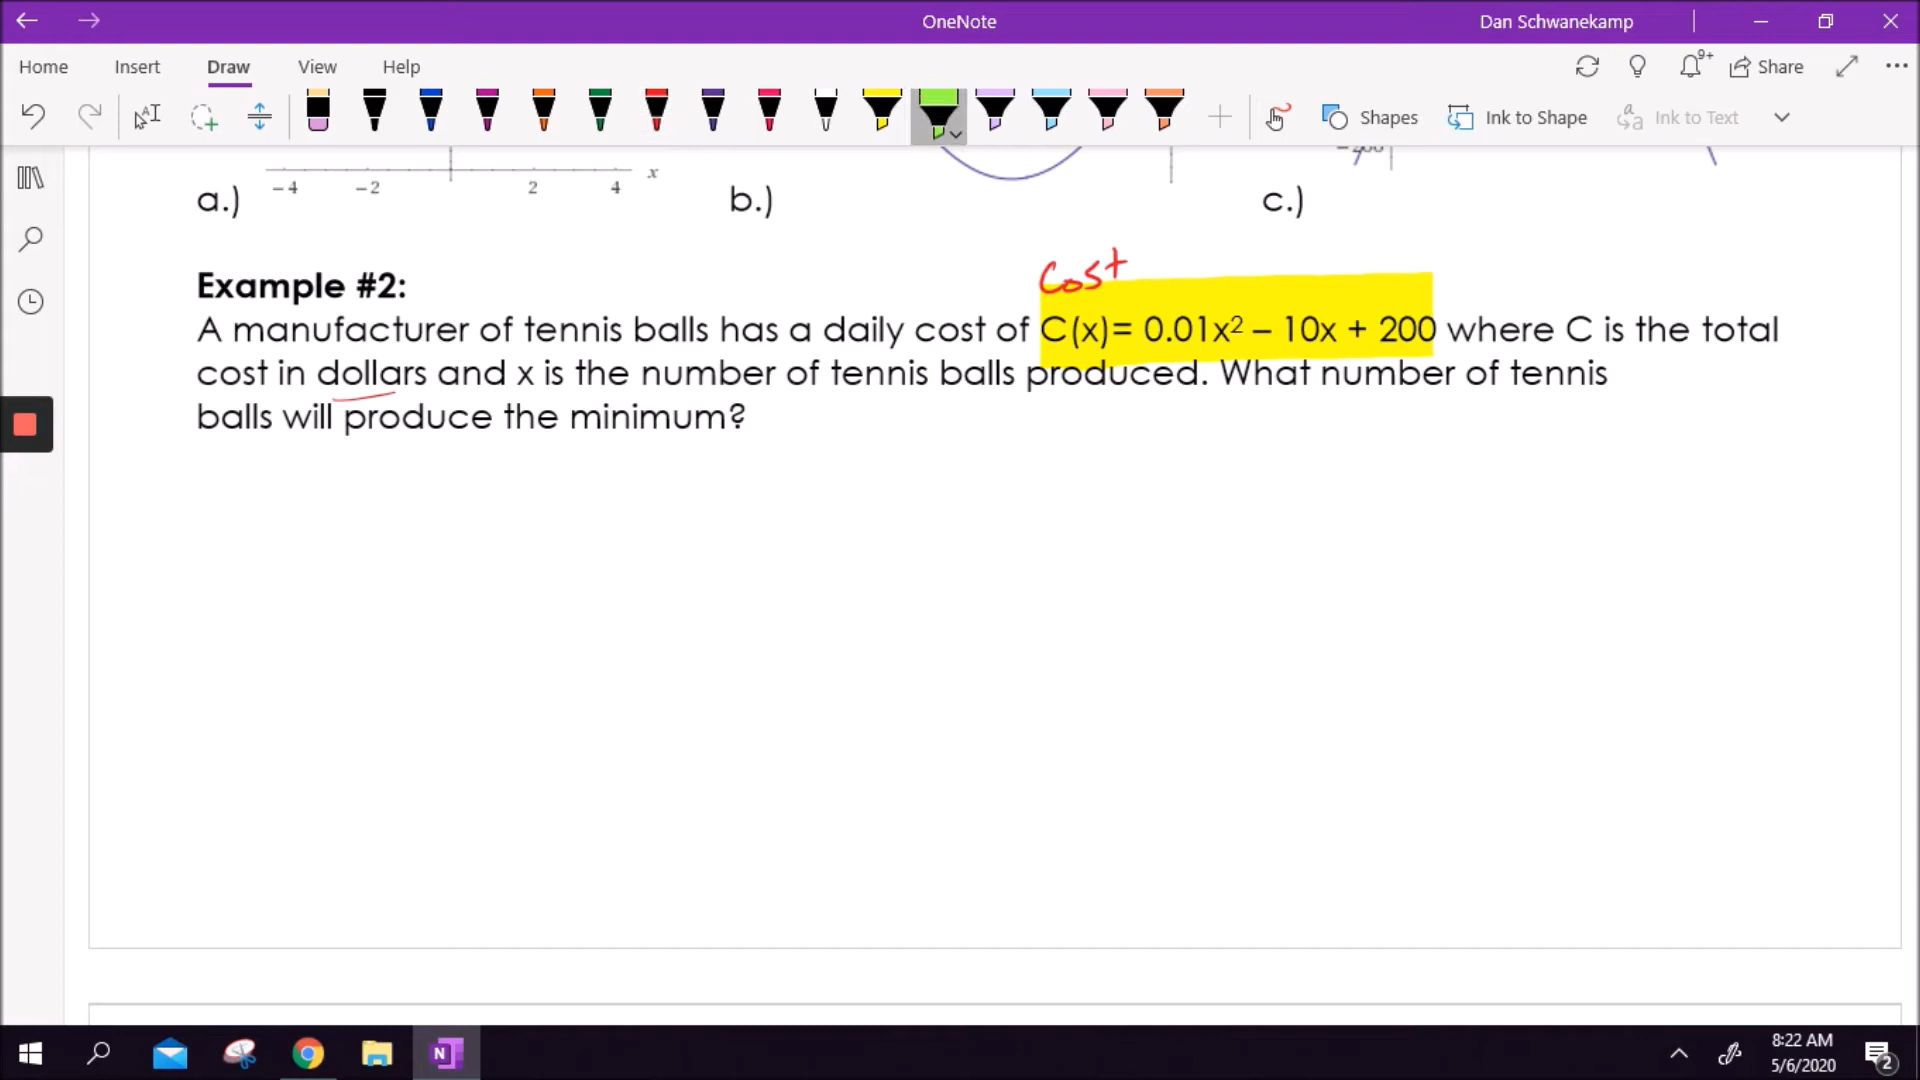 OneNote
Dan Schwanekamp
Home Insert Draw View Help
9+
Share
Shapes
Ink to Shape
Ink to Text
-4 -2 2 4 x
a.) b.) c.)
Example #2:
Cost
A manufacturer of tennis balls has a daily cost of C(x)= 0.01x² – 10x + 200 where C is the total
cost in dollars and x is the number of tennis balls produced. What number of tennis
balls will produce the minimum?
8:22 AM
5/6/2020
2